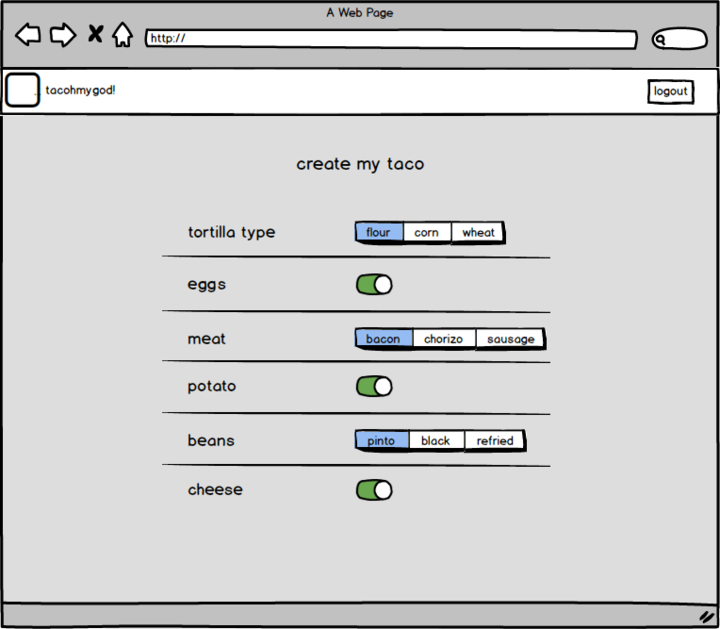 A Web Page
http://
tacohmygod!
logout
create my taco
tortilla type flour corn wheat
eggs
meat bacon chorizo sausage
potato
beans pinto black refried
cheese